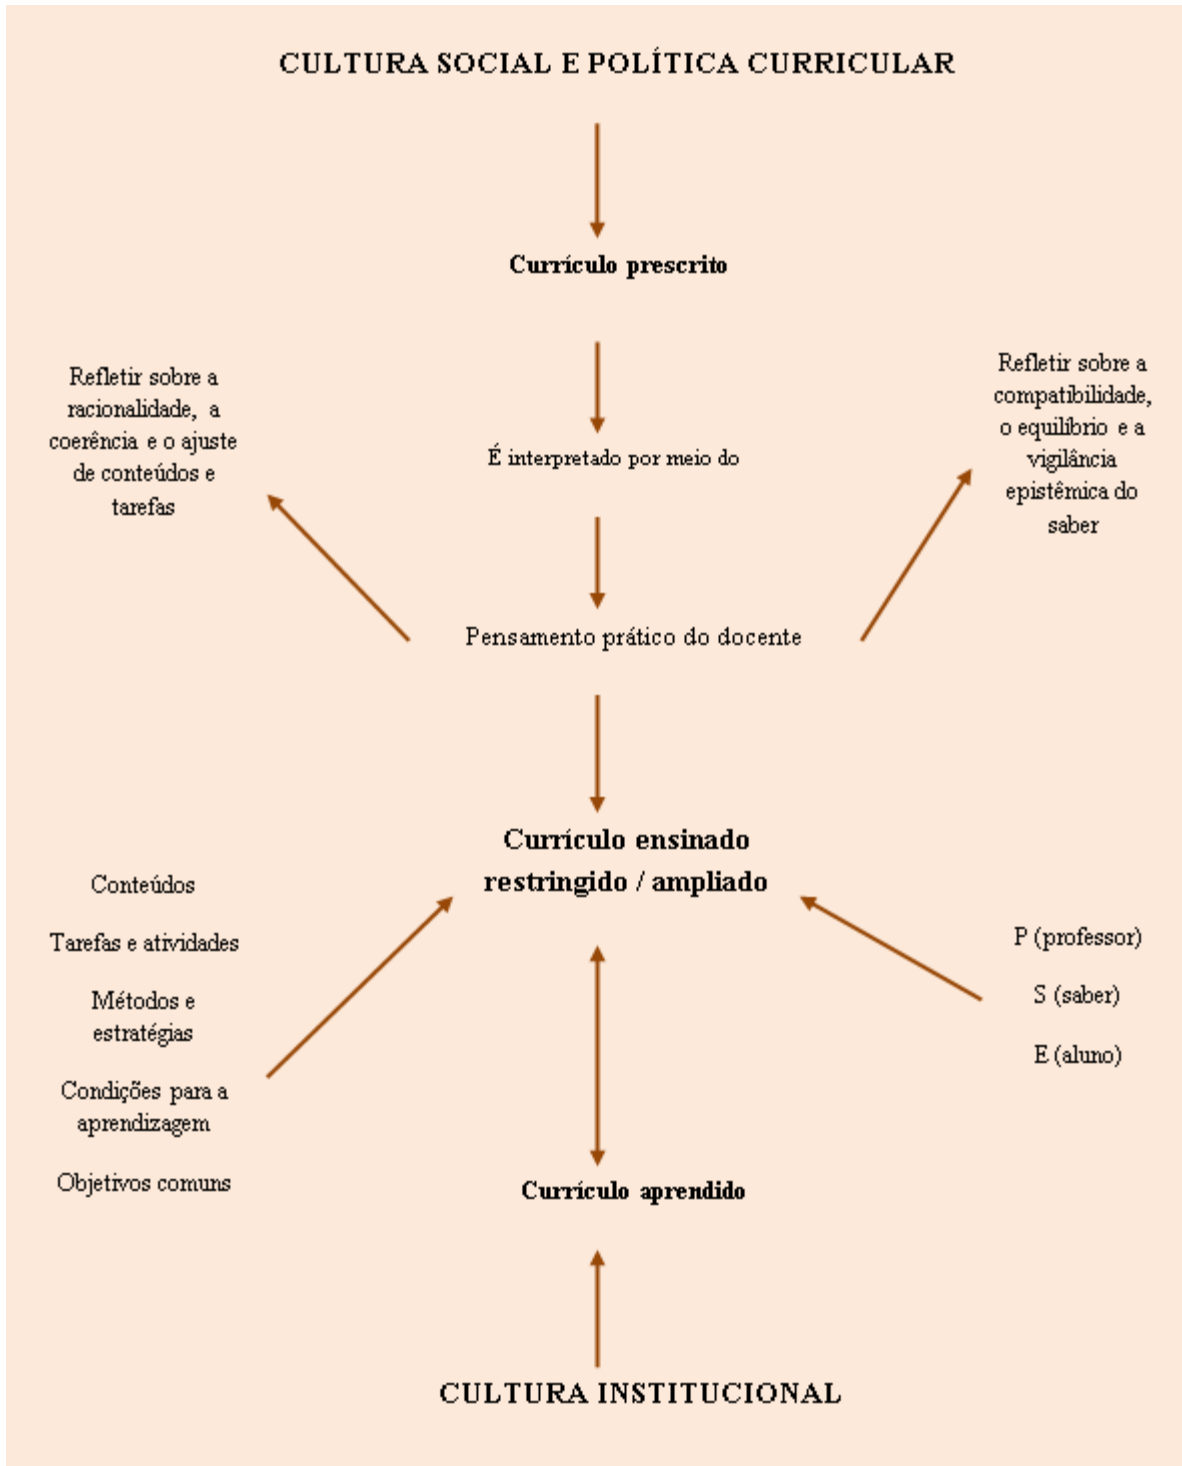 CULTURA SOCIAL E POLÍTICA CURRICULAR
Currículo prescrito
Refletir sobre a
racionalidade, a
coerência e o ajuste
de conteúdos e
tarefas
É interpretado por meio do
Refletir sobre a
compatibilidade,
o equilíbrio e a
vigilância
epistêmica do
saber
Pensamento prático do docente
Currículo ensinado
restringido / ampliado
Conteúdos
Tarefas e atividades
Métodos e
estratégias
Condições para a
aprendizagem
Objetivos comuns
P (professor)
S (saber)
E (aluno)
Currículo aprendido
CULTURA INSTITUCIONAL